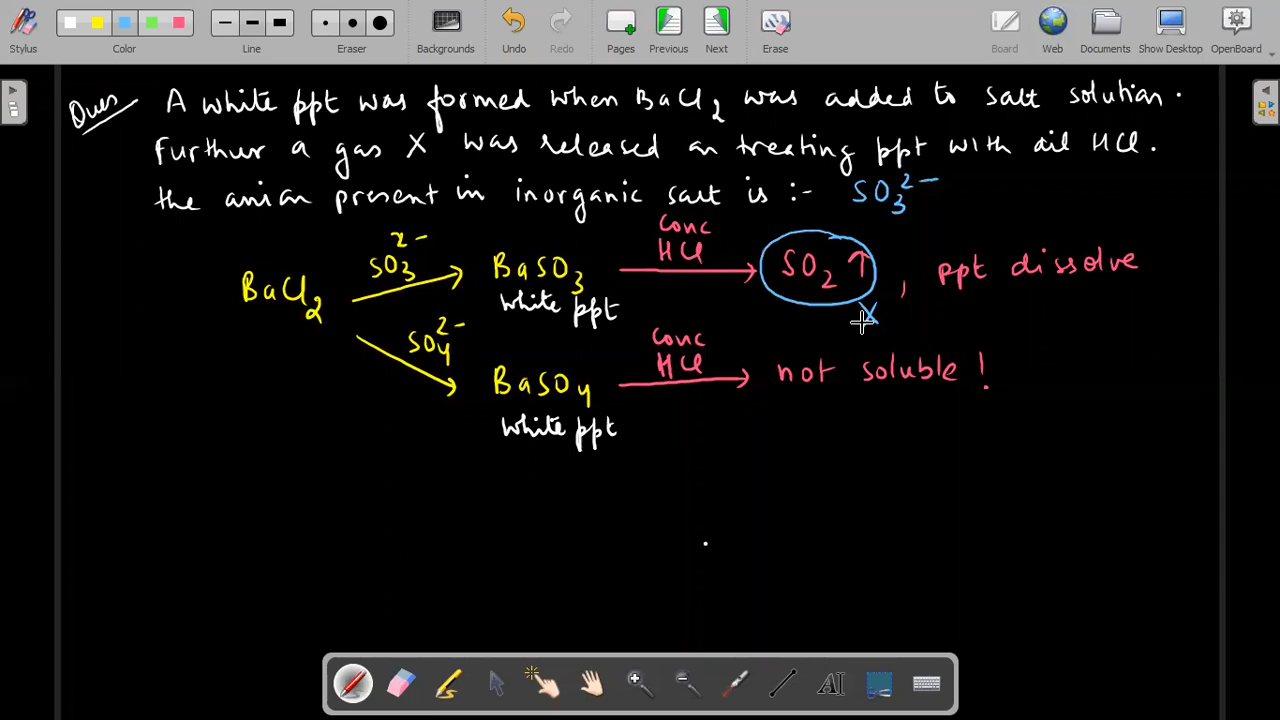 Stylus Color Line Eraser Backgrounds Undo Redo Pages Previous Next Erase Board Web Documents Show Desktop OpenBoard
Ques A white ppt was formed when BaCl2 was added to salt solution.
Further a gas X was released on treating ppt with dil HCl.
the anion present in inorganic salt is :- SO3^2-
BaCl2 SO3^2- → BaSO3 Conc HCl → SO2 ↑ , ppt dissolve
white ppt X
SO4^2- → BaSO4 Conc HCl → not soluble !
white ppt